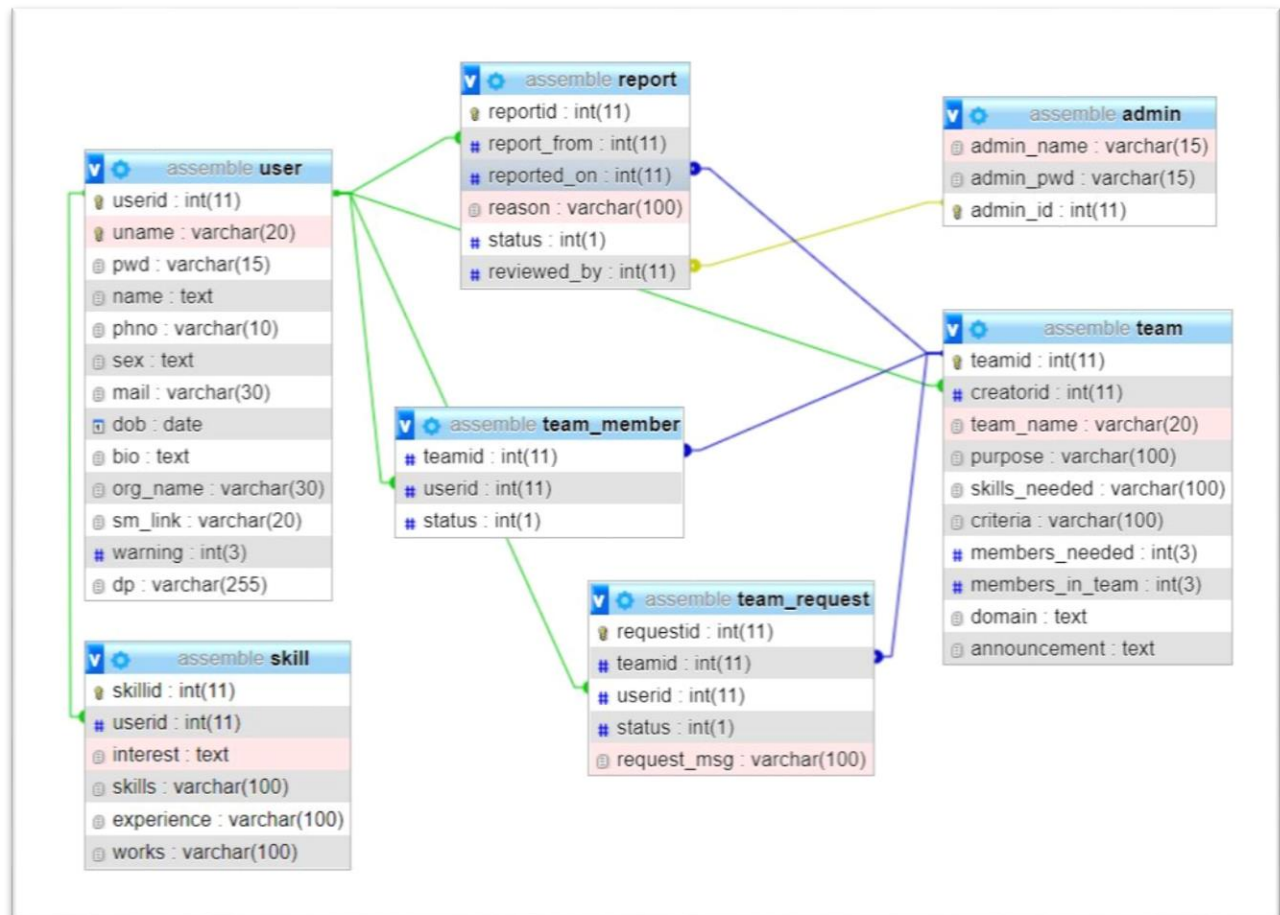 assemble report
reportid : int(11)
report_from : int(11)
reported_on : int(11)
reason : varchar(100)
status : int(1)
reviewed_by : int(11)
assemble admin
admin_name : varchar(15)
admin_pwd : varchar(15)
admin_id : int(11)
assemble user
userid : int(11)
uname : varchar(20)
pwd : varchar(15)
name : text
phno : varchar(10)
sex : text
mail : varchar(30)
dob : date
bio : text
org_name : varchar(30)
sm_link : varchar(20)
warning : int(3)
dp : varchar(255)
assemble team
teamid : int(11)
creatorid : int(11)
team_name : varchar(20)
purpose : varchar(100)
skills_needed : varchar(100)
criteria : varchar(100)
members_needed : int(3)
members_in_team : int(3)
domain : text
announcement : text
assemble team_member
teamid : int(11)
userid : int(11)
status : int(1)
assemble team_request
requestid : int(11)
teamid : int(11)
userid : int(11)
status : int(1)
request_msg : varchar(100)
assemble skill
skillid : int(11)
userid : int(11)
interest : text
skills : varchar(100)
experience : varchar(100)
works : varchar(100)